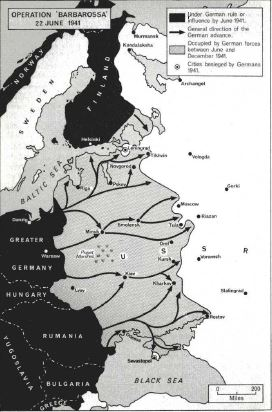 OPERATION 'BARBAROSSA'
22 JUNE 1941
Under German rule or
influence by June 1941.
General direction of the
German advance.
Occupied by German forces
between June and
December 1941.
Cities besieged by Germans
1941.
Murmansk
Kandalaksha
Archangel
NORWAY
SWEDEN
FINLAND
Helsinki
Leningrad
Tikhvin
Vologda
Novgorod
BALTIC SEA
Riga
Pskov
Gorki
Moscow
Danzig
Smolensk
Tula
Riazan
Minsk
GREATER
GERMANY
Warsaw
Pripet
Marshes
Orel
U S S R
Kursk
Voronezh
Kiev
Lvov
Kharkov
Stalingrad
HUNGARY
Rostov
RUMANIA
YUGOSLAVIA
Sevastopol
BULGARIA
BLACK SEA
GREECE
0 200
Miles